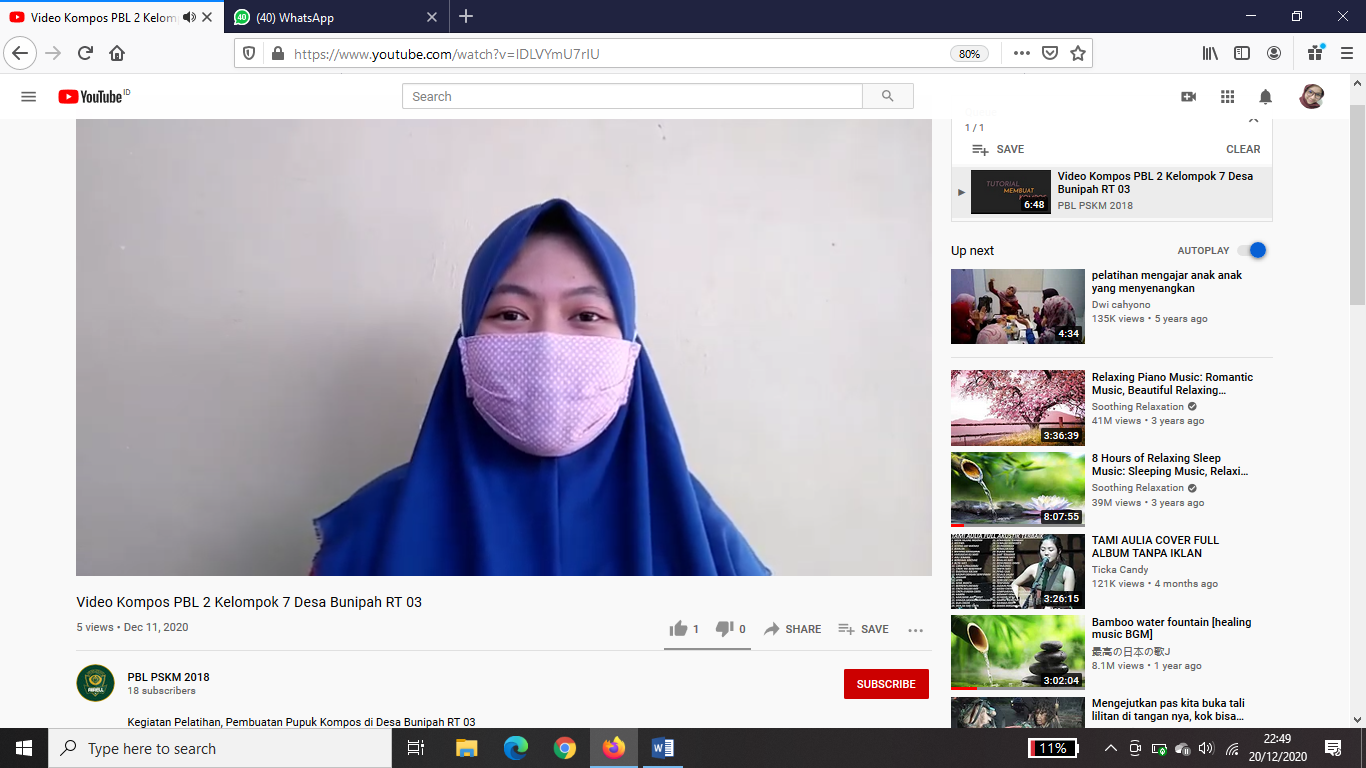 Video Kompos PBL 2 Kelom
(40) WhatsApp
https://www.youtube.com/watch?v=IDLVYmU7rIU
80%
YouTube ID
Search
1 / 1
SAVE
CLEAR
TUTORIAL
MEMBUAT
6:48
Video Kompos PBL 2 Kelompok 7 Desa
Bunipah RT 03
PBL PSKM 2018
Up next
AUTOPLAY
4:34
pelatihan mengajar anak anak
yang menyenangkan
Dwi cahyono
135K views • 5 years ago
3:36:39
Relaxing Piano Music: Romantic
Music, Beautiful Relaxing...
Soothing Relaxation
41M views • 3 years ago
8:07:55
8 Hours of Relaxing Sleep
Music: Sleeping Music, Relaxi...
Soothing Relaxation
39M views • 3 years ago
3:26:15
TAMI AULIA COVER FULL
ALBUM TANPA IKLAN
Ticka Candy
121K views • 4 months ago
3:02:04
Bamboo water fountain [healing
music BGM]
最高の日本の歌J
8.1M views • 1 year ago
Mengejutkan pas kita buka tali
lilitan di tangan nya, kok bisa...
Video Kompos PBL 2 Kelompok 7 Desa Bunipah RT 03
5 views • Dec 11, 2020
1
0
SHARE
SAVE
PBL PSKM 2018
18 subscribers
SUBSCRIBE
Kegiatan Pelatihan, Pembuatan Pupuk Kompos di Desa Bunipah RT 03
Type here to search
11%
22:49
20/12/2020